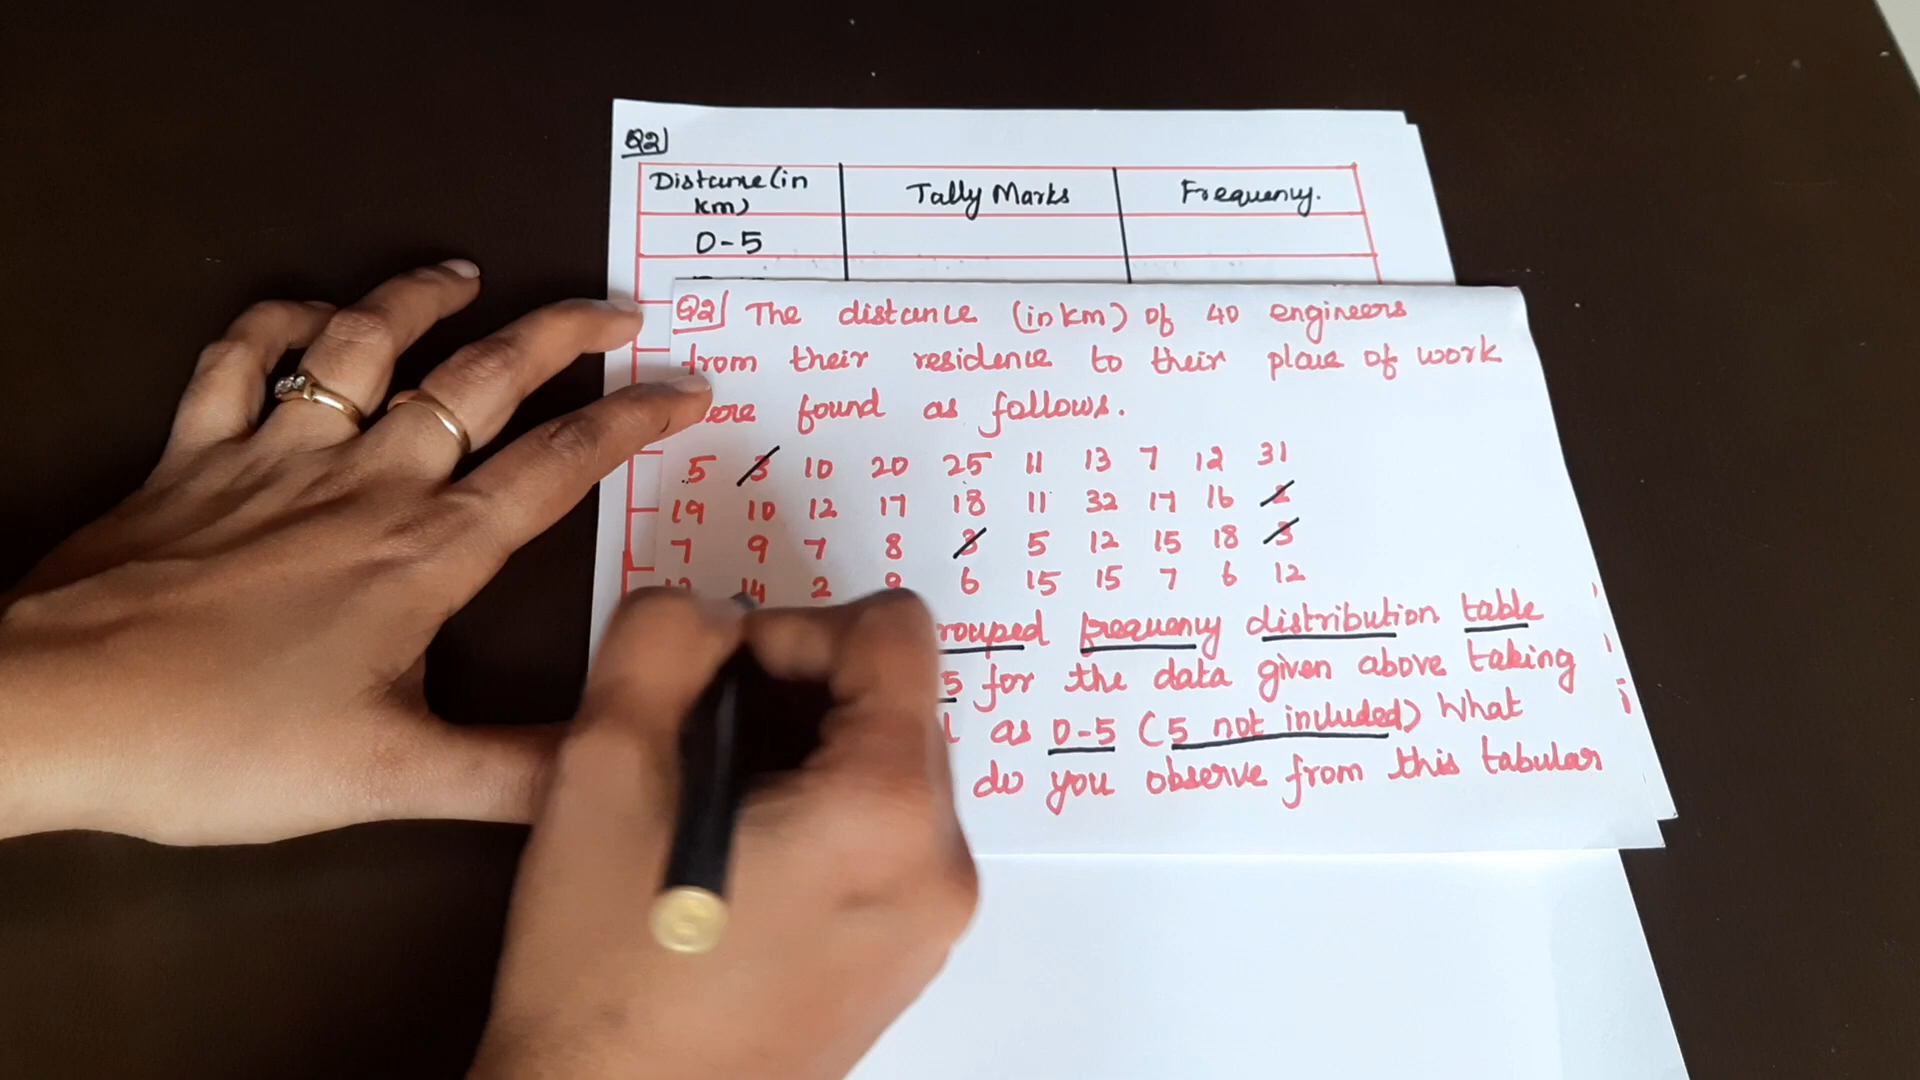 Q2)
Distance (in km) Tally Marks Frequency.
0-5
Q2) The distance (in km) of 40 engineers
from their residence to their place of work
were found as follows.
5 3 10 20 25 11 13 7 12 31
19 10 12 17 18 11 32 17 16 2
7 9 7 8 3 5 12 15 18 3
14 2 9 6 15 15 7 6 12
frequency distribution table
5 for the data given above taking
as 0-5 (5 not included) What
do you observe from this tabular